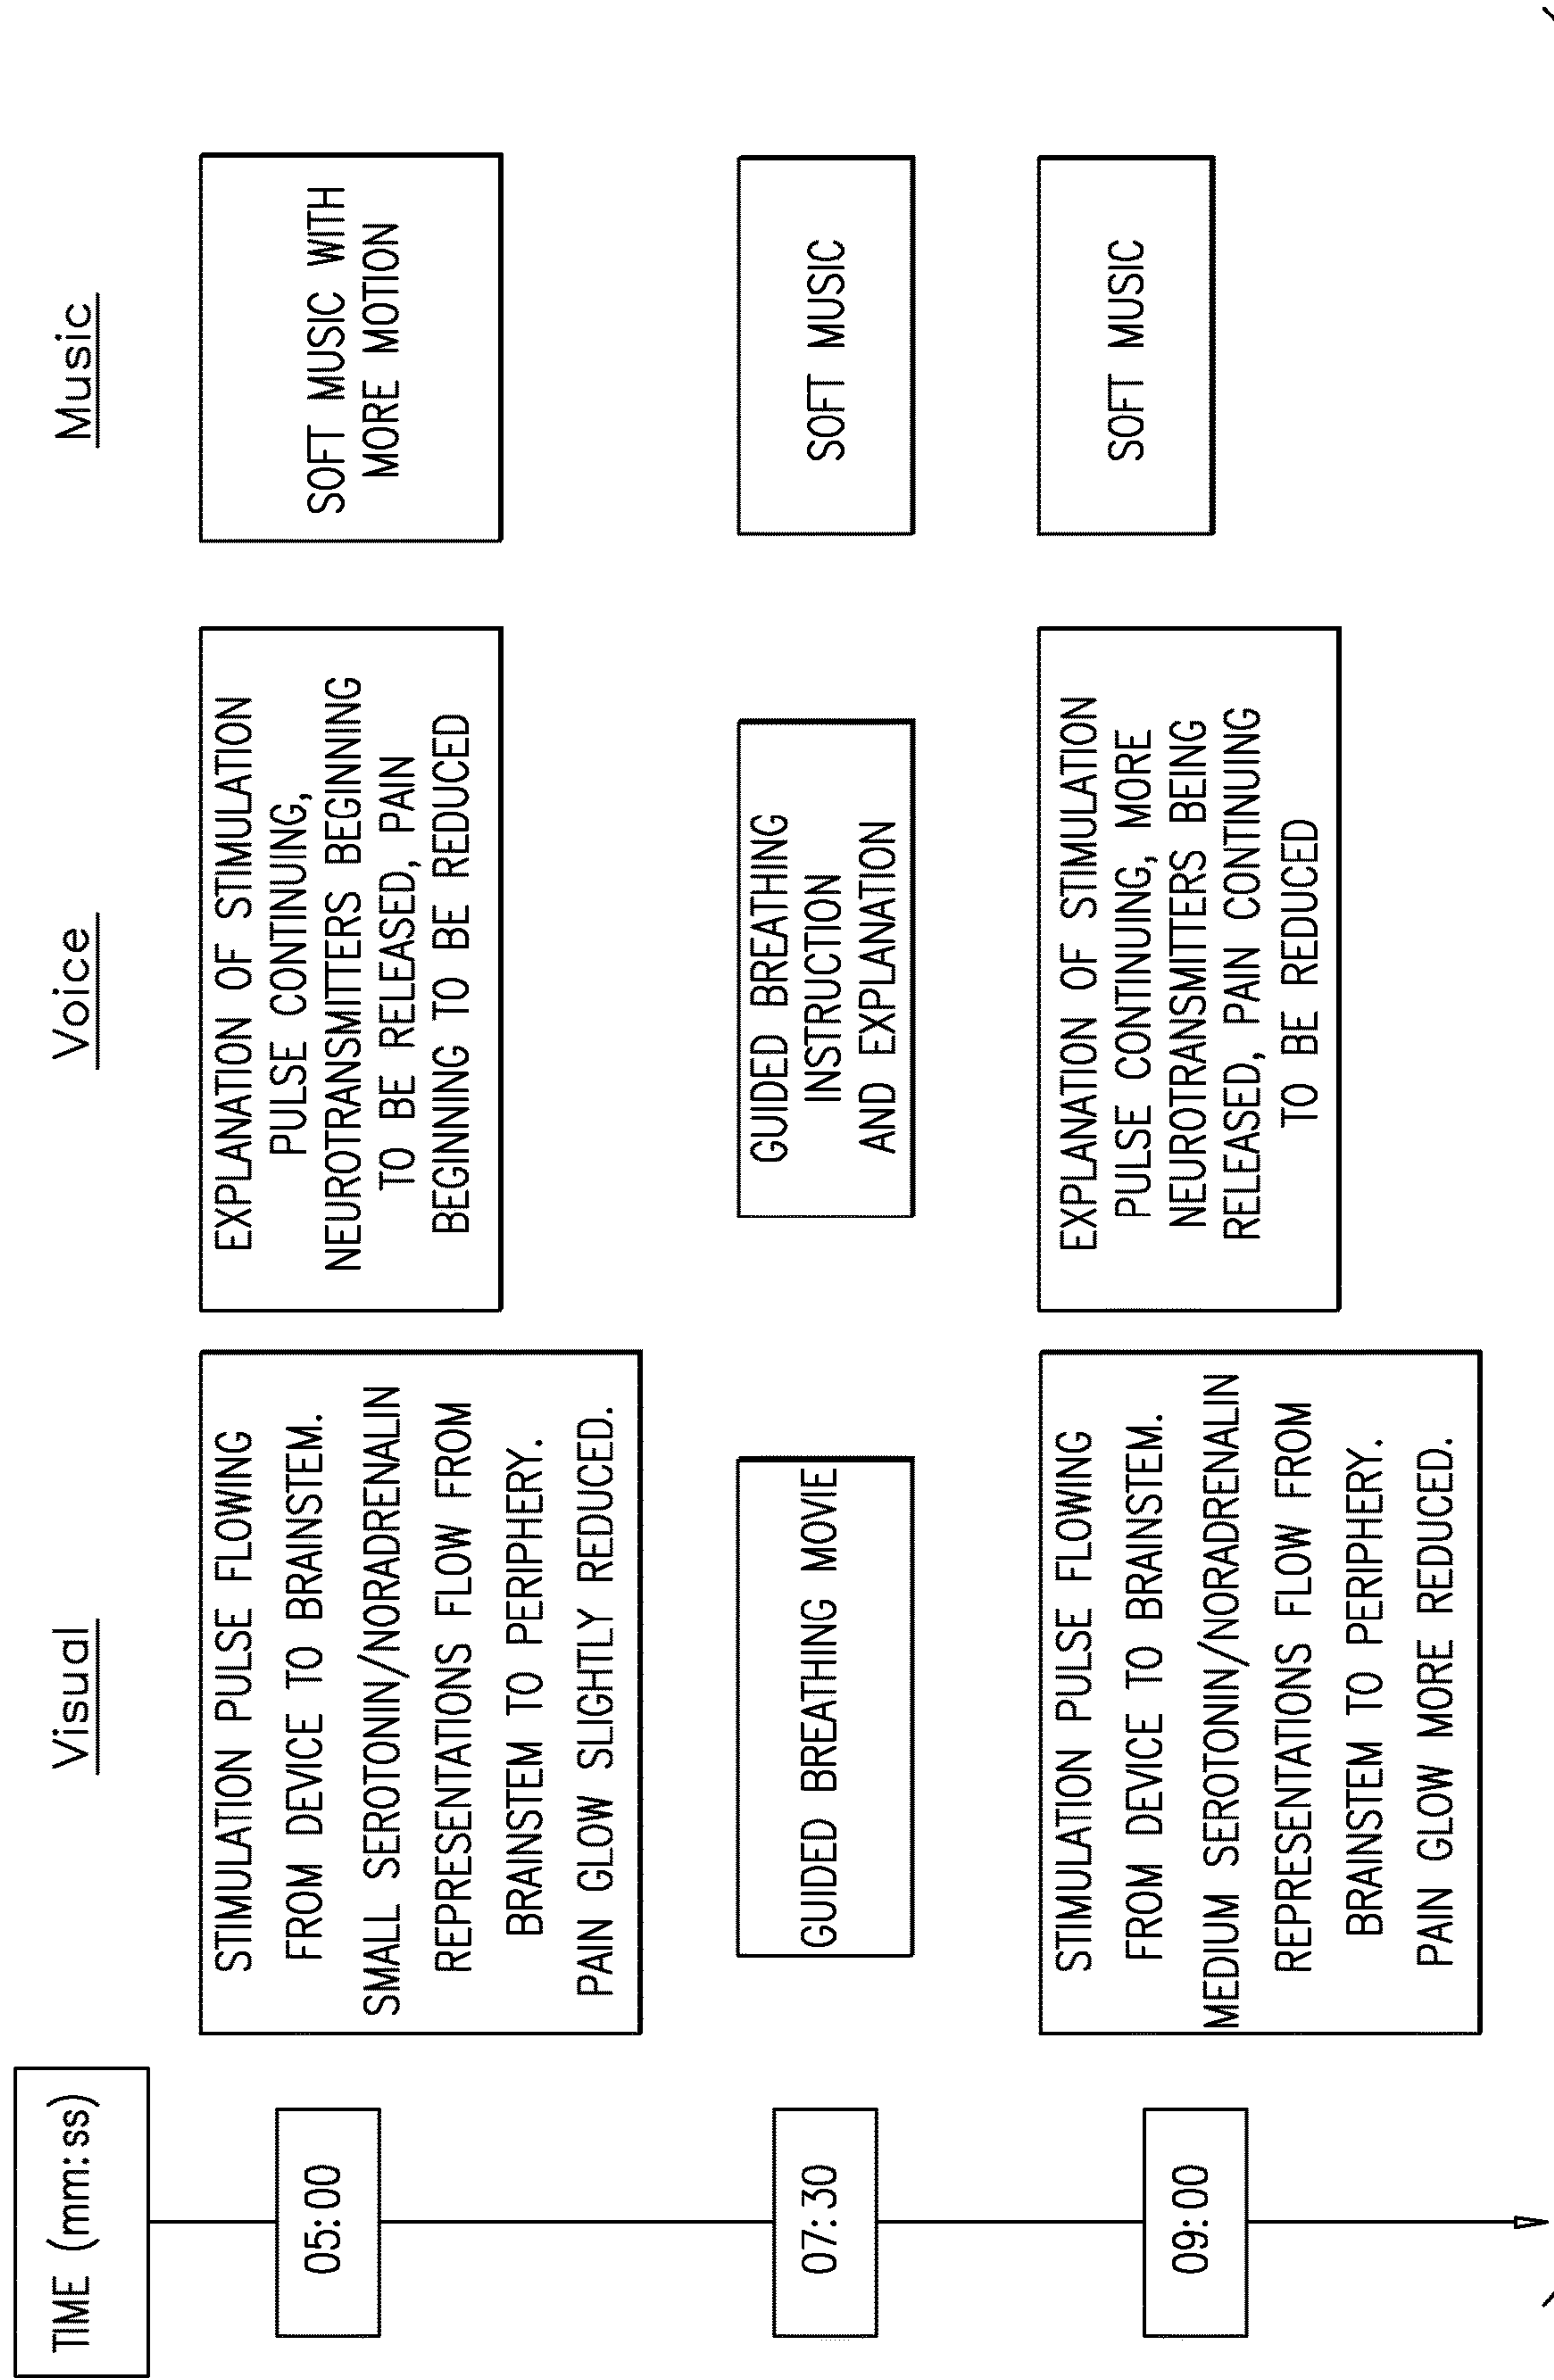 TIME (mm:ss)
Visual
Voice
Music
05:00
STIMULATION PULSE FLOWING
FROM DEVICE TO BRAINSTEM.
SMALL SEROTONIN/NORADRENALIN
REPRESENTATIONS FLOW FROM
BRAINSTEM TO PERIPHERY.
PAIN GLOW SLIGHTLY REDUCED.
EXPLANATION OF STIMULATION
PULSE CONTINUING,
NEUROTRANSMITTERS BEGINNING
TO BE RELEASED, PAIN
BEGINNING TO BE REDUCED
SOFT MUSIC WITH
MORE MOTION
07:30
GUIDED BREATHING MOVIE
GUIDED BREATHING
INSTRUCTION
AND EXPLANATION
SOFT MUSIC
09:00
STIMULATION PULSE FLOWING
FROM DEVICE TO BRAINSTEM.
MEDIUM SEROTONIN/NORADRENALIN
REPRESENTATIONS FLOW FROM
BRAINSTEM TO PERIPHERY.
PAIN GLOW MORE REDUCED.
EXPLANATION OF STIMULATION
PULSE CONTINUING, MORE
NEUROTRANSMITTERS BEING
RELEASED, PAIN CONTINUING
TO BE REDUCED
SOFT MUSIC